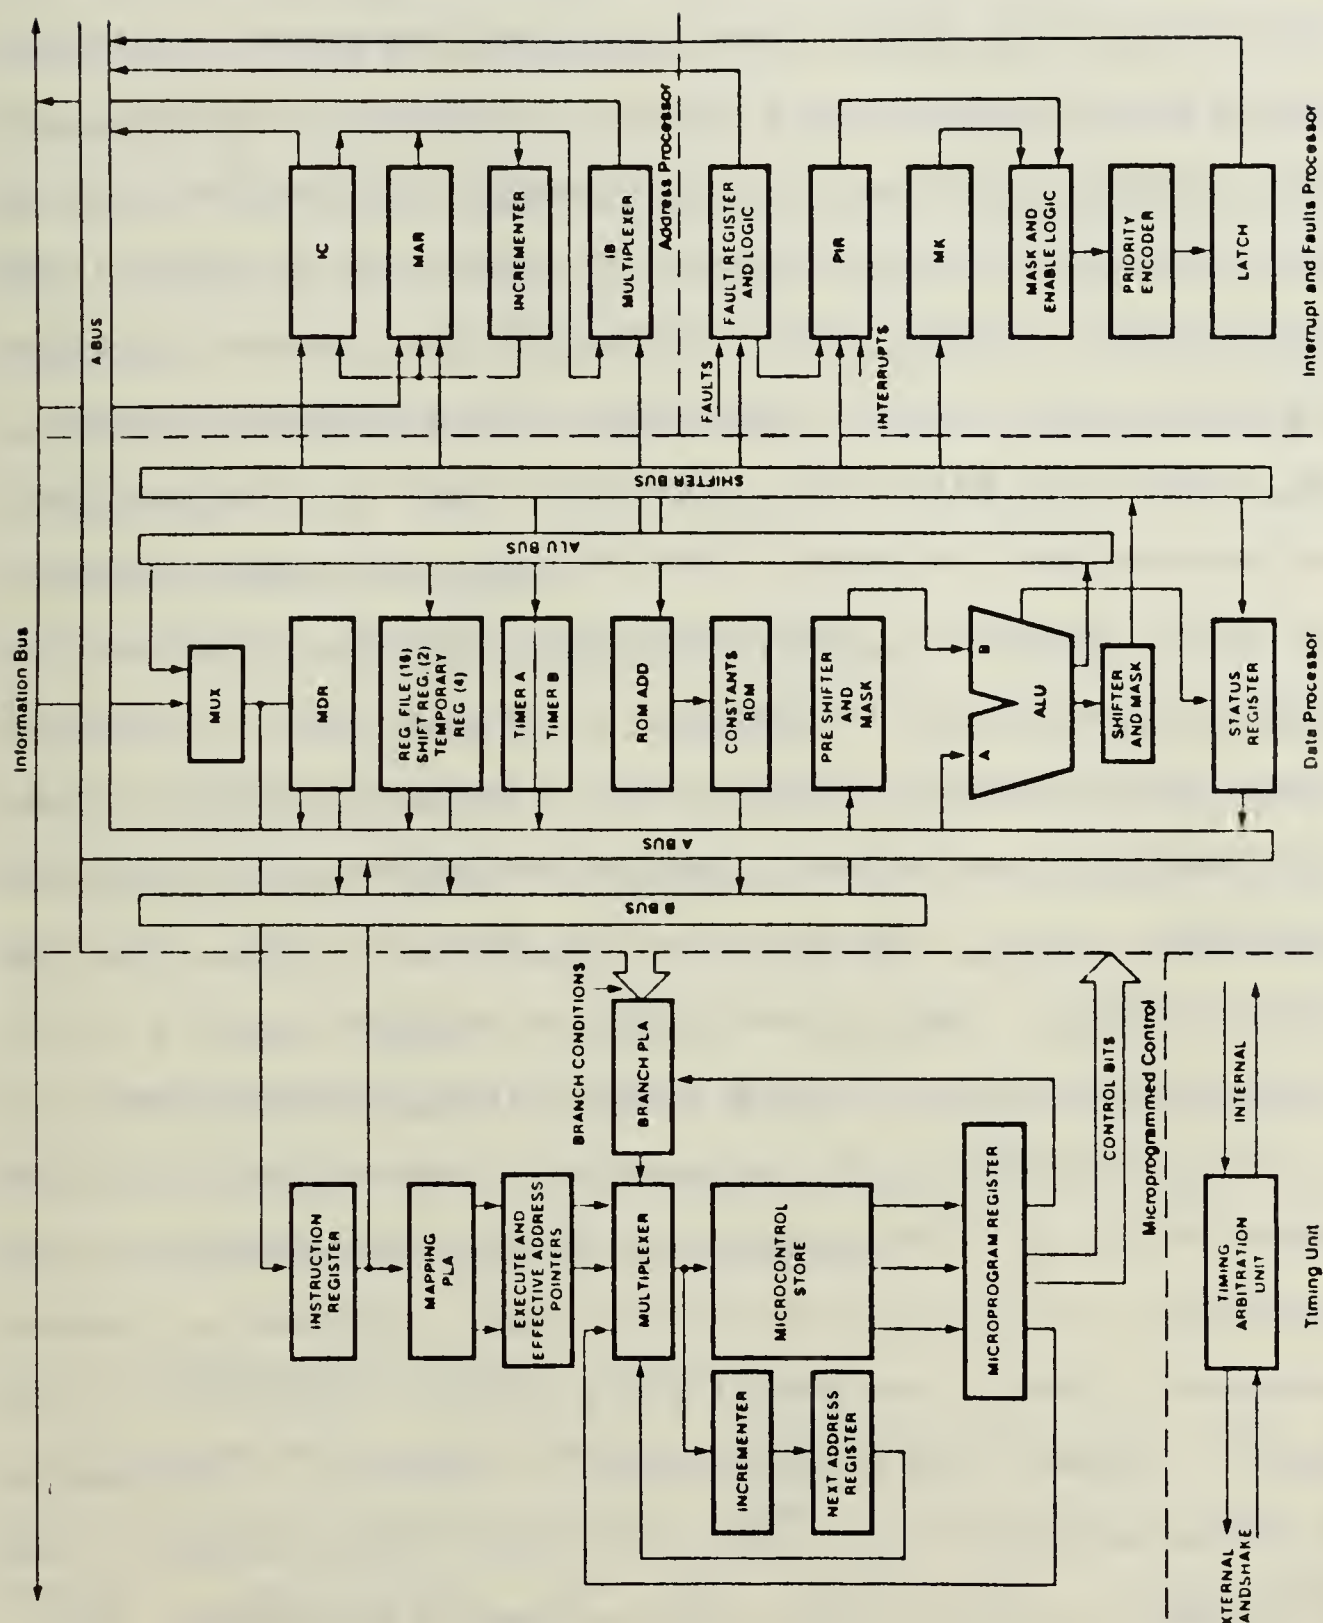 Information Bus
A BUS
IC
MAR
INCREMENTER
IB
MULTIPLEXER
Address Processor
FAULTS
FAULT REGISTER
AND LOGIC
PIR
INTERRUPTS
MK
MASK AND
ENABLE LOGIC
PRIORITY
ENCODER
LATCH
Interrupt and Faults Processor
SHIFTER BUS
ALU BUS
MUX
MDR
REG FILE (16)
SHIFT REG. (2)
TEMPORARY
REG (4)
TIMER A
TIMER B
ROM ADD
CONSTANTS
ROM
PRE SHIFTER
AND
MASK
A
B
ALU
SHIFTER
AND MASK
STATUS
REGISTER
Data Processor
A BUS
B BUS
BRANCH CONDITIONS
BRANCH PLA
INSTRUCTION
REGISTER
MAPPING
PLA
EXECUTE AND
EFFECTIVE ADDRESS
POINTERS
MULTIPLEXER
MICROCONTROL
STORE
INCREMENTER
NEXT ADDRESS
REGISTER
MICROPROGRAM REGISTER
CONTROL BITS
Microprogrammed Control
INTERNAL
TIMING
ARBITRATION
UNIT
XTERNAL
ANDSHAKE
Timing Unit